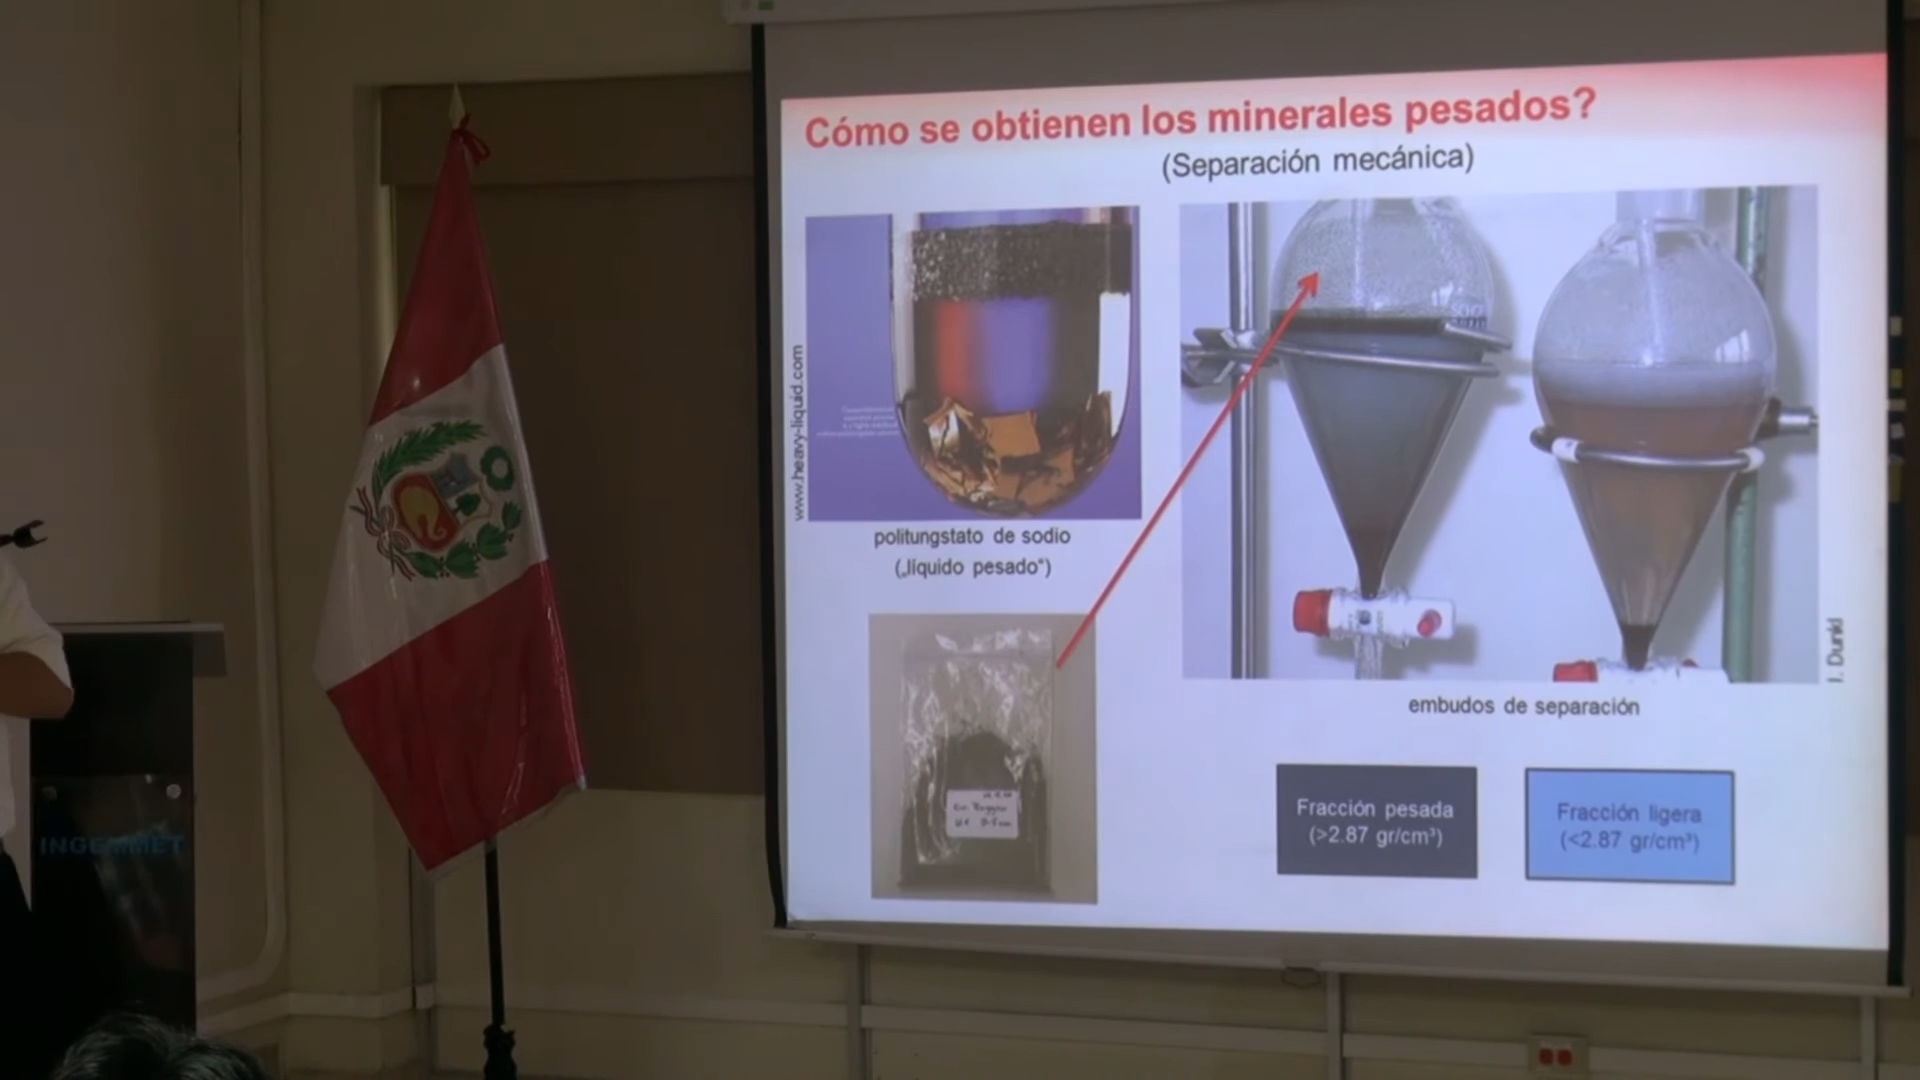 Cómo se obtienen los minerales pesados?
(Separación mecánica)
www.heavy-liquid.com
politungstato de sodio
(„líquido pesado“)
I. Dunkl
embudos de separación
Fracción pesada
(>2.87 gr/cm³)
Fracción ligera
(<2.87 gr/cm³)
INGEMMET